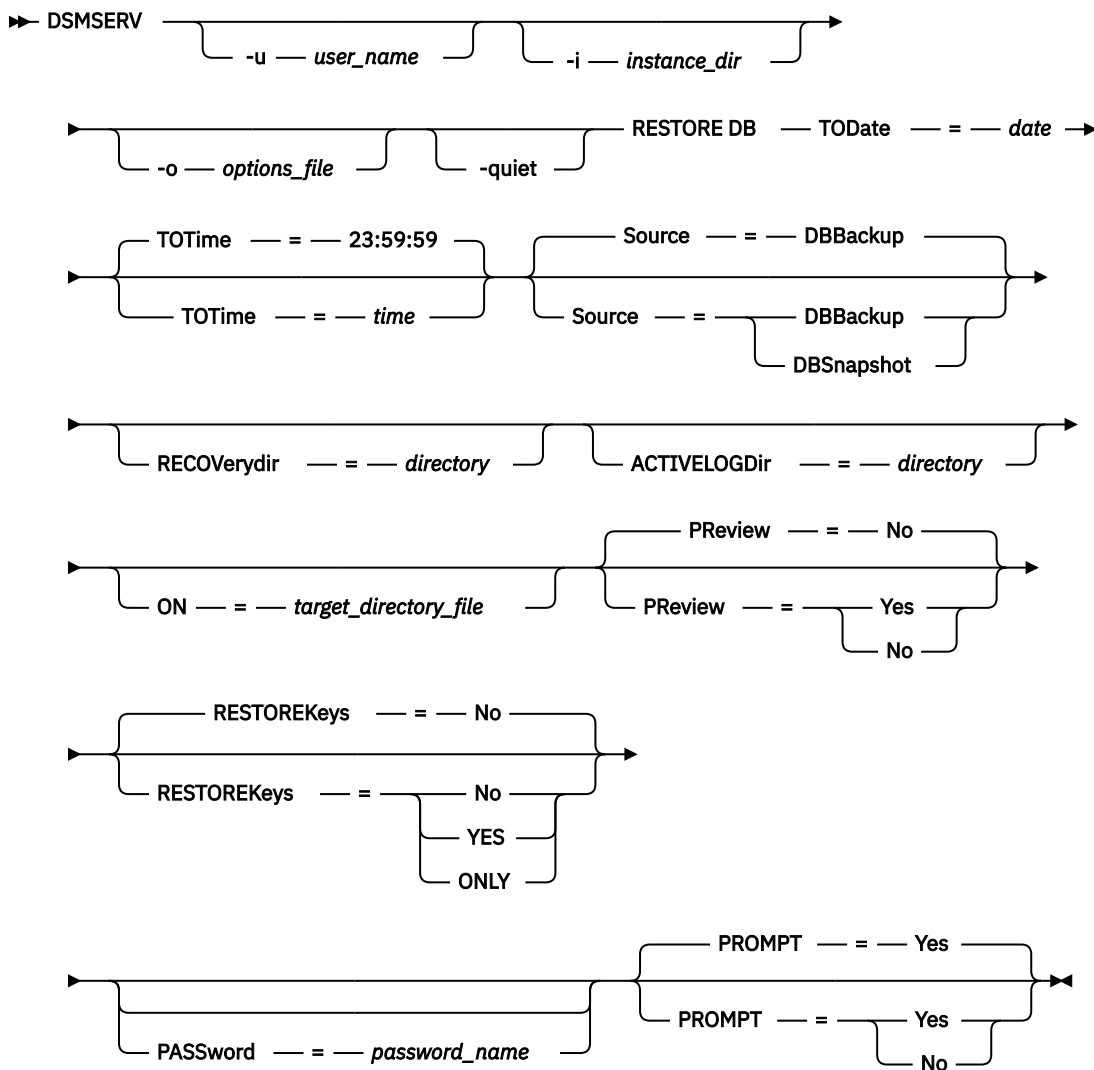 DSMSERV
-u user_name -i instance_dir
RESTORE DB TODate = date
-o options_file -quiet
TOTime = 23:59:59 Source = DBBackup
TOTime = time Source = DBBackup
DBSnapshot
RECOVerydir = directory ACTIVELOGDir = directory
PReview = No
ON = target_directory_file PReview = Yes
No
RESTOREKeys = No
RESTOREKeys = No
YES
ONLY
PROMPT = Yes
PROMPT = Yes
PASSword = password_name
No